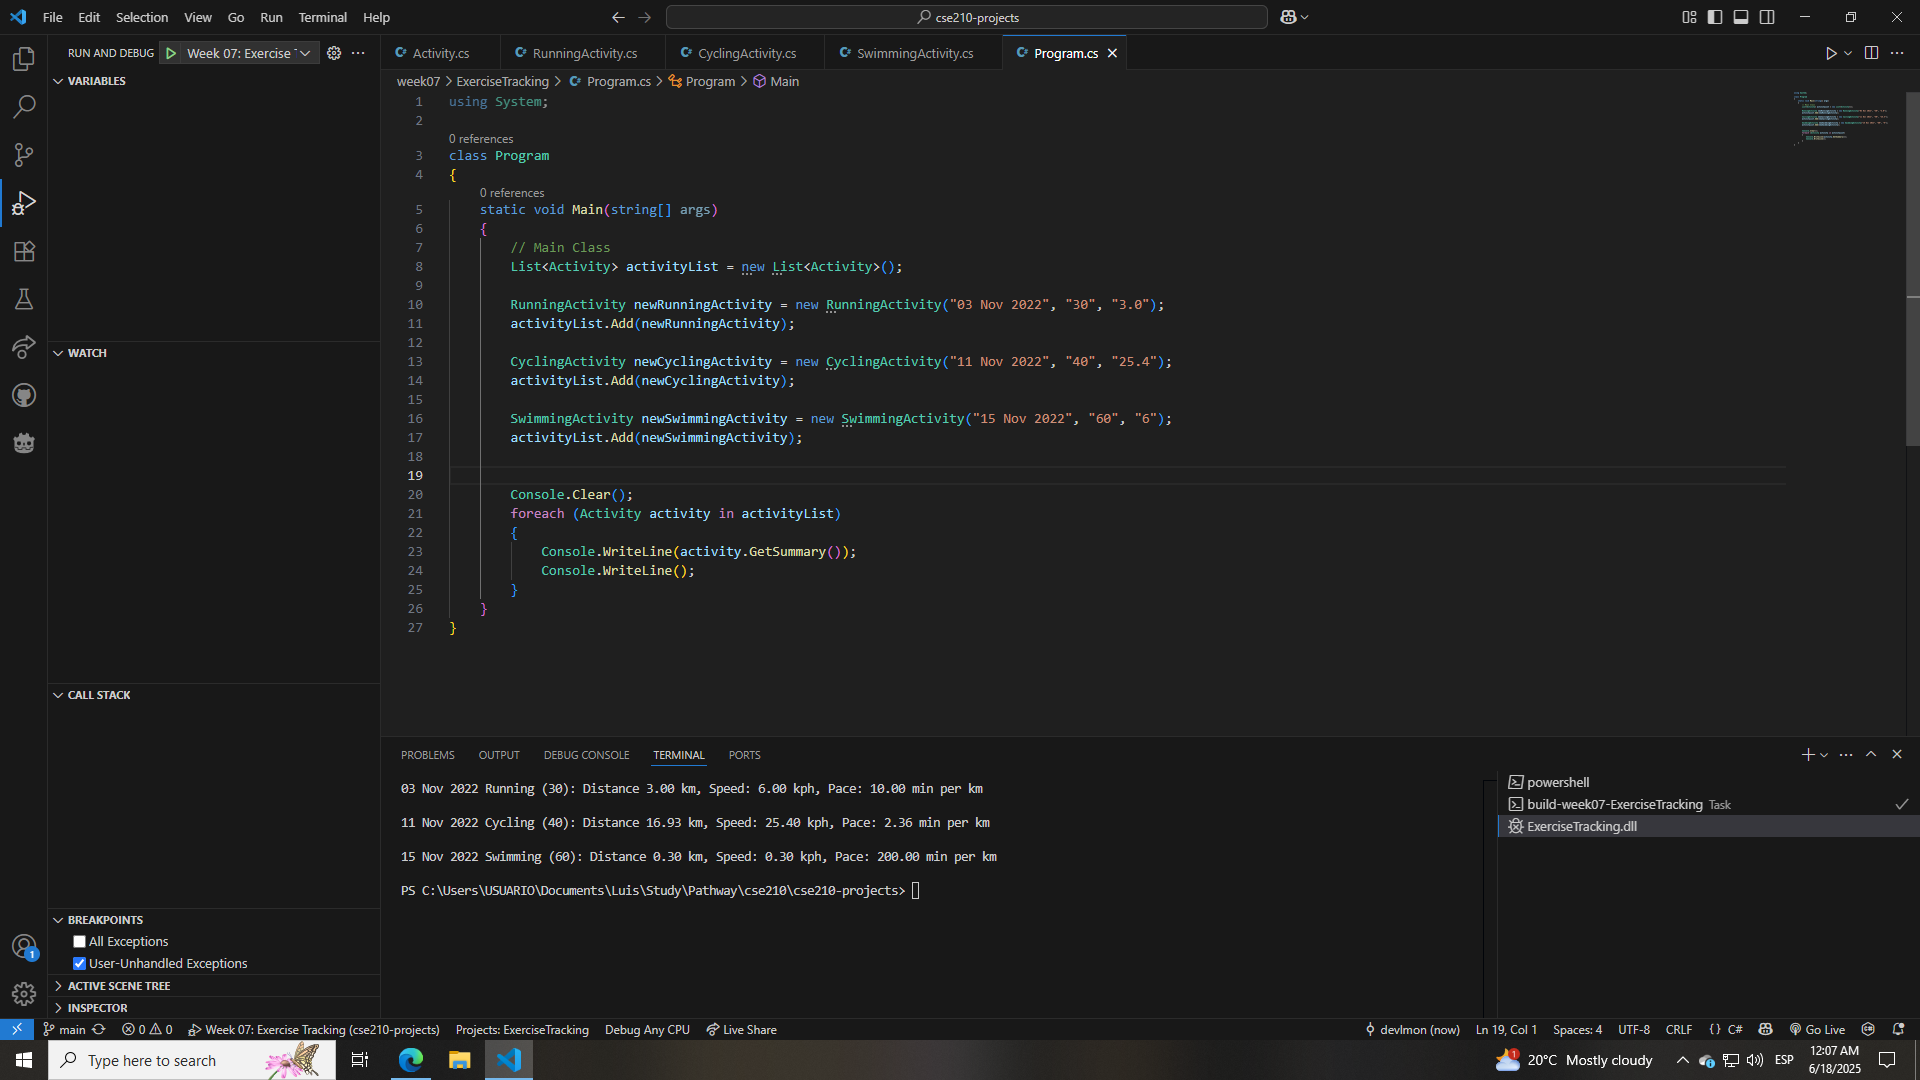 File Edit Selection View Go Run Terminal Help
cse210-projects
RUN AND DEBUG Week 07: Exercise
VARIABLES
WATCH
CALL STACK
BREAKPOINTS
All Exceptions
User-Unhandled Exceptions
ACTIVE SCENE TREE
INSPECTOR
Activity.cs RunningActivity.cs CyclingActivity.cs SwimmingActivity.cs Program.cs
week07 > ExerciseTracking > Program.cs > Program > Main
1 using System;
2
0 references
3 class Program
4 {
0 references
5 static void Main(string[] args)
6 {
7 // Main Class
8 List<Activity> activityList = new List<Activity>();
9
10 RunningActivity newRunningActivity = new RunningActivity("03 Nov 2022", "30", "3.0");
11 activityList.Add(newRunningActivity);
12
13 CyclingActivity newCyclingActivity = new CyclingActivity("11 Nov 2022", "40", "25.4");
14 activityList.Add(newCyclingActivity);
15
16 SwimmingActivity newSwimmingActivity = new SwimmingActivity("15 Nov 2022", "60", "6");
17 activityList.Add(newSwimmingActivity);
18
19
20 Console.Clear();
21 foreach (Activity activity in activityList)
22 {
23 Console.WriteLine(activity.GetSummary());
24 Console.WriteLine();
25 }
26 }
27 }
PROBLEMS OUTPUT DEBUG CONSOLE TERMINAL PORTS
03 Nov 2022 Running (30): Distance 3.00 km, Speed: 6.00 kph, Pace: 10.00 min per km
11 Nov 2022 Cycling (40): Distance 16.93 km, Speed: 25.40 kph, Pace: 2.36 min per km
15 Nov 2022 Swimming (60): Distance 0.30 km, Speed: 0.30 kph, Pace: 200.00 min per km
PS C:\Users\USUARIO\Documents\Luis\Study\Pathway\cse210\cse210-projects>
powershell
build-week07-ExerciseTracking Task
ExerciseTracking.dll
1
main 0 0 Week 07: Exercise Tracking (cse210-projects) Projects: ExerciseTracking Debug Any CPU Live Share
devlmon (now) Ln 19, Col 1 Spaces: 4 UTF-8 CRLF {} C# Go Live
Type here to search
1 20°C Mostly cloudy ESP
12:07 AM
6/18/2025